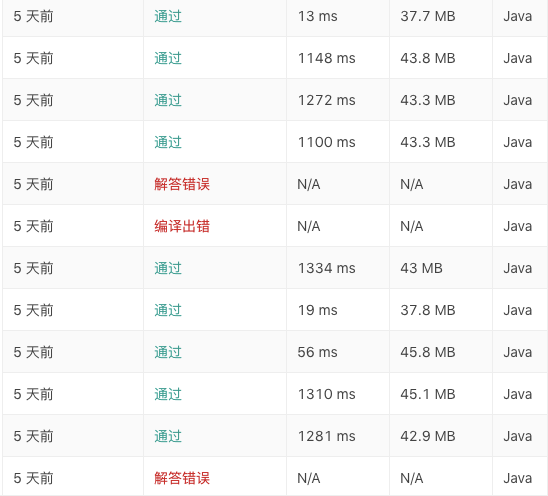 5 天前 通过 13 ms 37.7 MB Java
5 天前 通过 1148 ms 43.8 MB Java
5 天前 通过 1272 ms 43.3 MB Java
5 天前 通过 1100 ms 43.3 MB Java
5 天前 解答错误 N/A N/A Java
5 天前 编译出错 N/A N/A Java
5 天前 通过 1334 ms 43 MB Java
5 天前 通过 19 ms 37.8 MB Java
5 天前 通过 56 ms 45.8 MB Java
5 天前 通过 1310 ms 45.1 MB Java
5 天前 通过 1281 ms 42.9 MB Java
5 天前 解答错误 N/A N/A Java